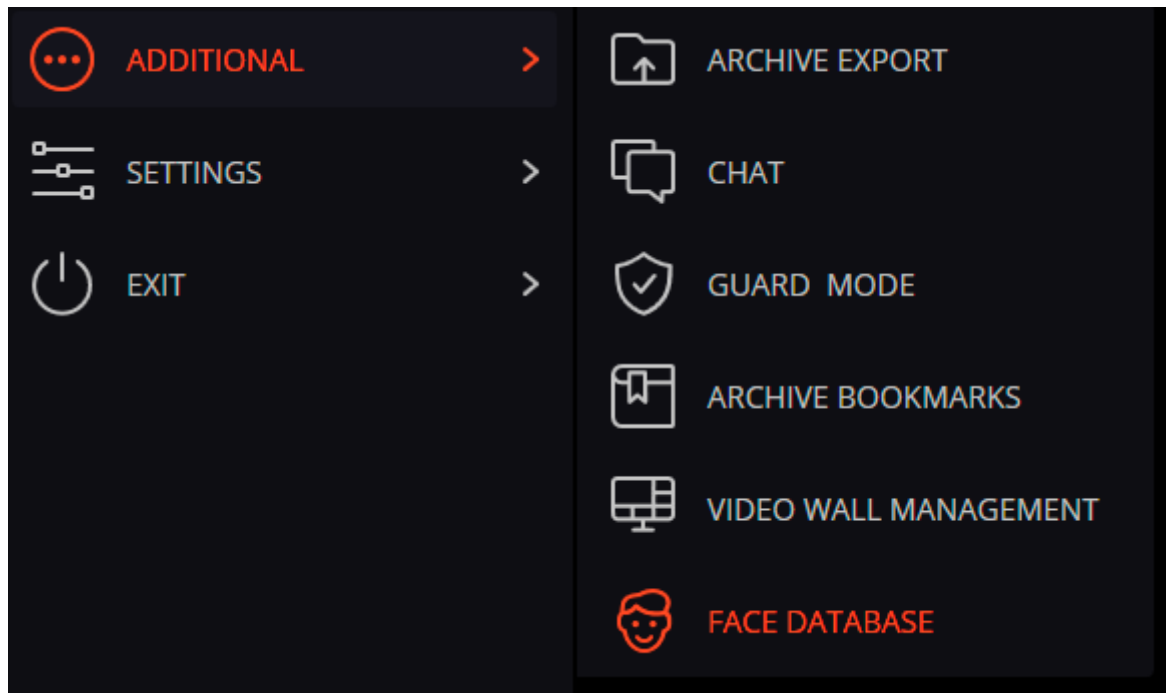 ADDITIONAL
SETTINGS
EXIT
ARCHIVE EXPORT
CHAT
GUARD  MODE
ARCHIVE BOOKMARKS
VIDEO WALL MANAGEMENT
FACE DATABASE